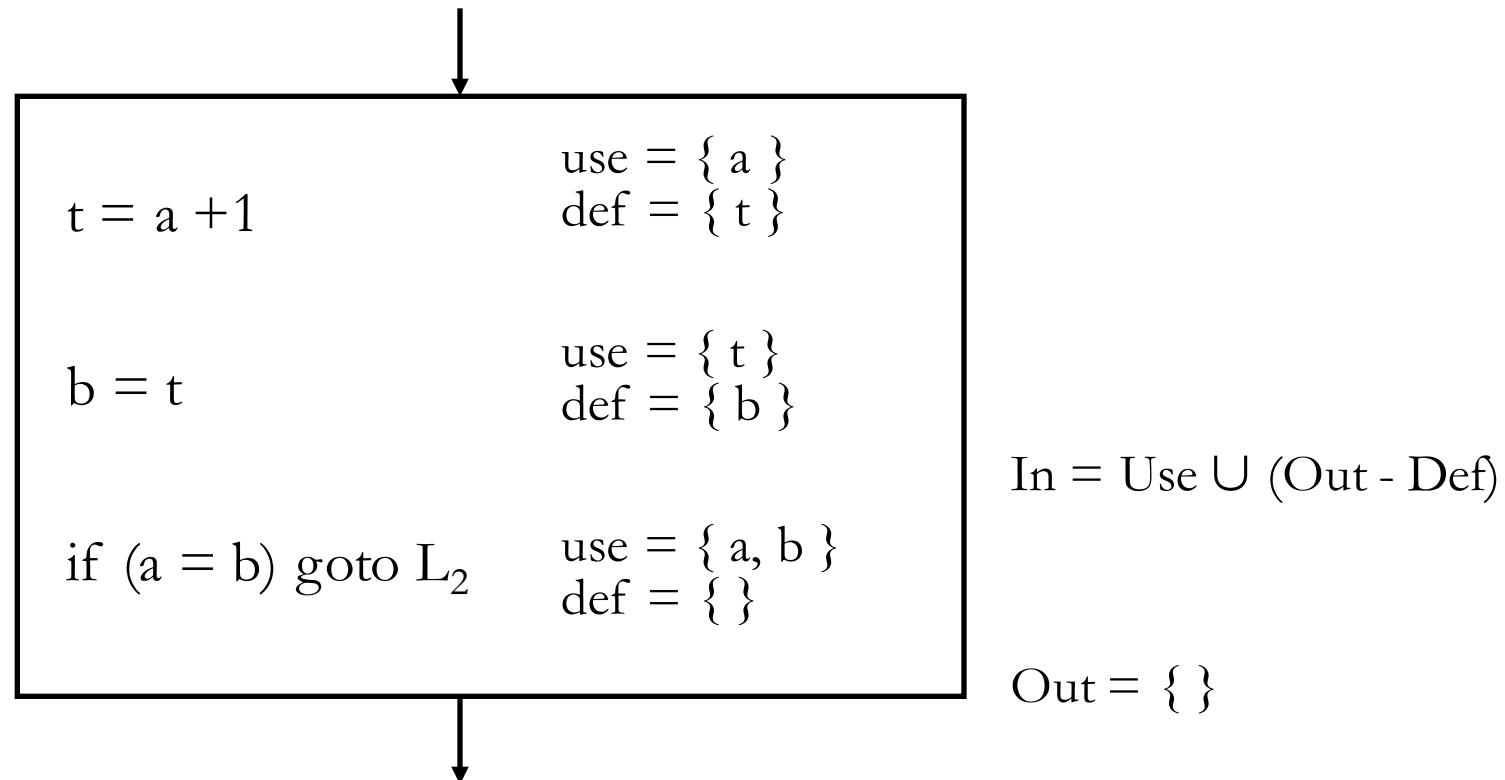 use = { a }
t = a +1
def = { t }
use = { t }
b = t
def = { b }
In = Use ∪ (Out - Def)
if (a = b) goto L₂
use = { a, b }
def = { }
Out = { }